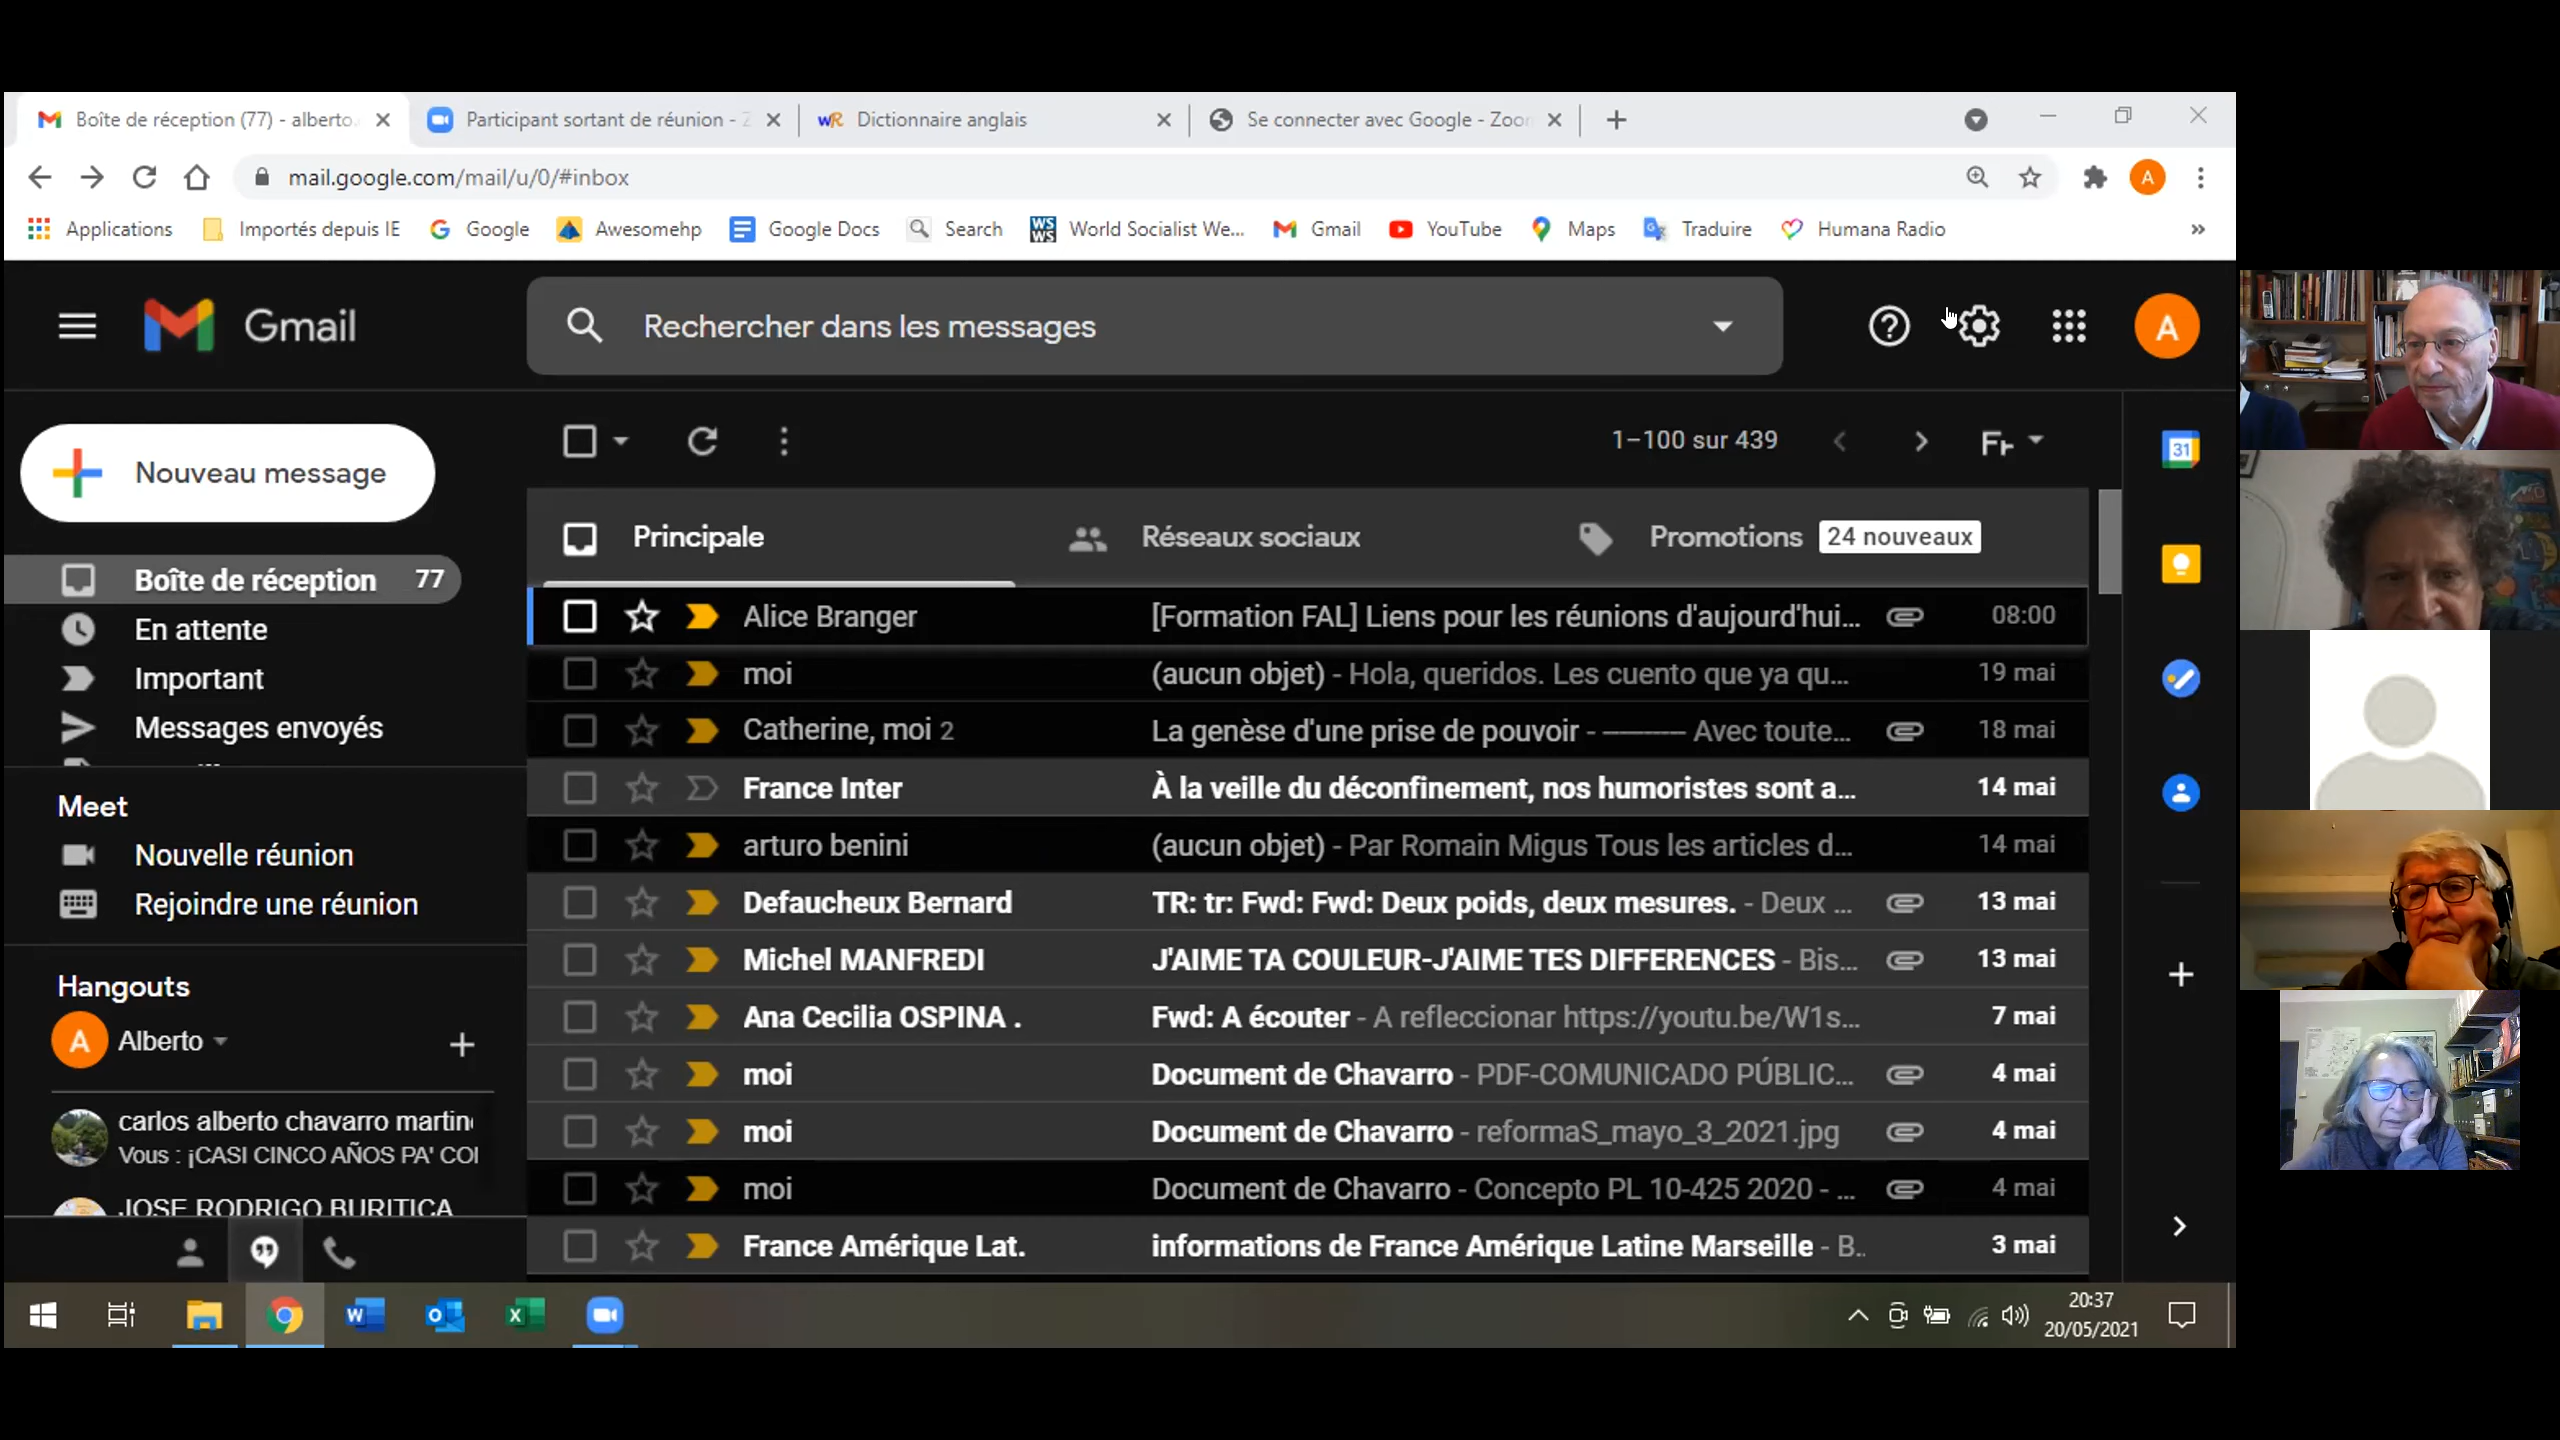 Boîte de réception (77) - alberto.
Participant sortant de réunion - Z
Dictionnaire anglais
Se connecter avec Google - Zoom
mail.google.com/mail/u/0/#inbox
A
Applications
Importés depuis IE
Google
Awesomehp
Google Docs
Search
World Socialist We...
Gmail
YouTube
Maps
Traduire
Humana Radio
»
Gmail
Rechercher dans les messages
A
Nouveau message
1–100 sur 439
Fr
31
Principale
Réseaux sociaux
Promotions
24 nouveaux
Boîte de réception 77
En attente
Important
Messages envoyés
Meet
Nouvelle réunion
Rejoindre une réunion
Hangouts
A Alberto
carlos alberto chavarro martin
Vous : ¡CASI CINCO AÑOS PA' CO
JOSE RODRIGO BURITICA
Alice Branger [Formation FAL] Liens pour les réunions d'aujourd'hui... 08:00
moi (aucun objet) - Hola, queridos. Les cuento que ya qu... 19 mai
Catherine, moi 2 La genèse d'une prise de pouvoir - ——— Avec toute... 18 mai
France Inter À la veille du déconfinement, nos humoristes sont a... 14 mai
arturo benini (aucun objet) - Par Romain Migus Tous les articles d... 14 mai
Defaucheux Bernard TR: tr: Fwd: Fwd: Deux poids, deux mesures. - Deux ... 13 mai
Michel MANFREDI J'AIME TA COULEUR-J'AIME TES DIFFERENCES - Bis... 13 mai
Ana Cecilia OSPINA . Fwd: A écouter - A refleccionar https://youtu.be/W1s... 7 mai
moi Document de Chavarro - PDF-COMUNICADO PÚBLIC... 4 mai
moi Document de Chavarro - reformaS_mayo_3_2021.jpg 4 mai
moi Document de Chavarro - Concepto PL 10-425 2020 - ... 4 mai
France Amérique Lat. informations de France Amérique Latine Marseille - B.. 3 mai
20:37
20/05/2021